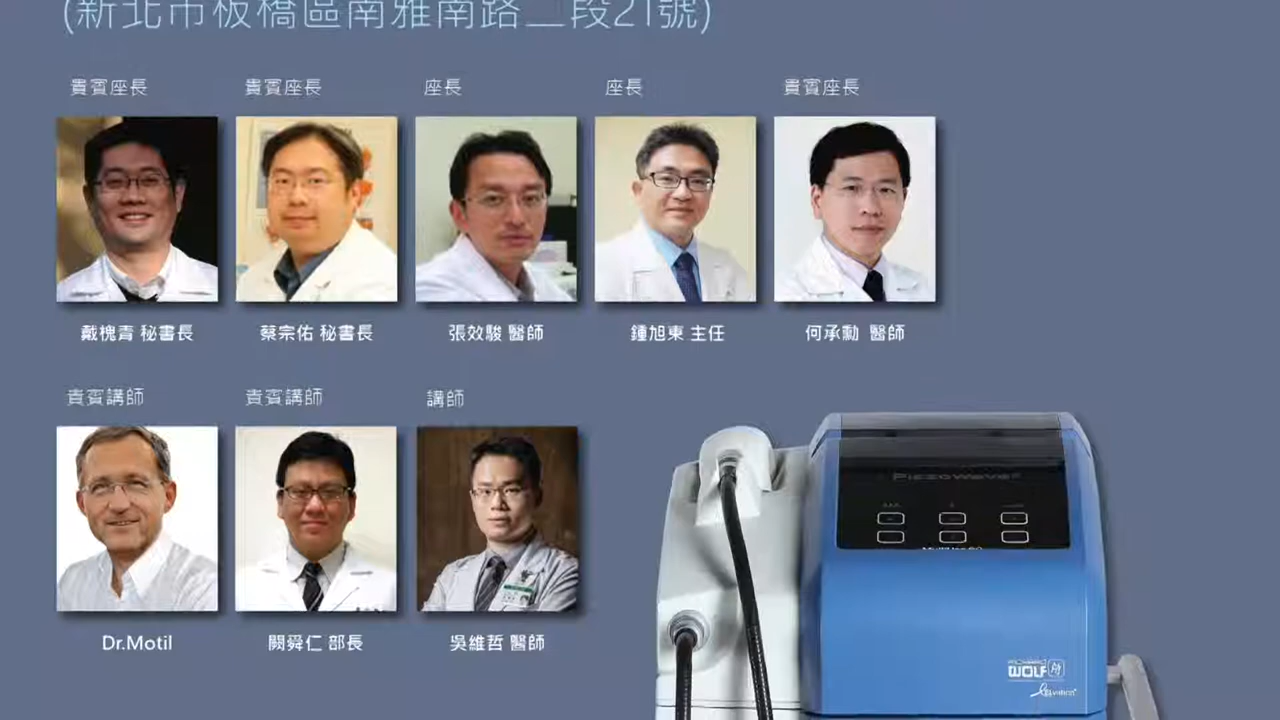 (新北市板橋區南雅南路二段21號)
貴賓座長 貴賓座長 座長 座長 貴賓座長
戴槐青 秘書長 蔡宗佑 秘書長 張效駿 醫師 鍾旭東 主任 何承勳 醫師
貴賓講師 貴賓講師 講師
PiezoWave²
Dr.Motil 闕舜仁 部長 吳維哲 醫師
RICHARD
WOLF